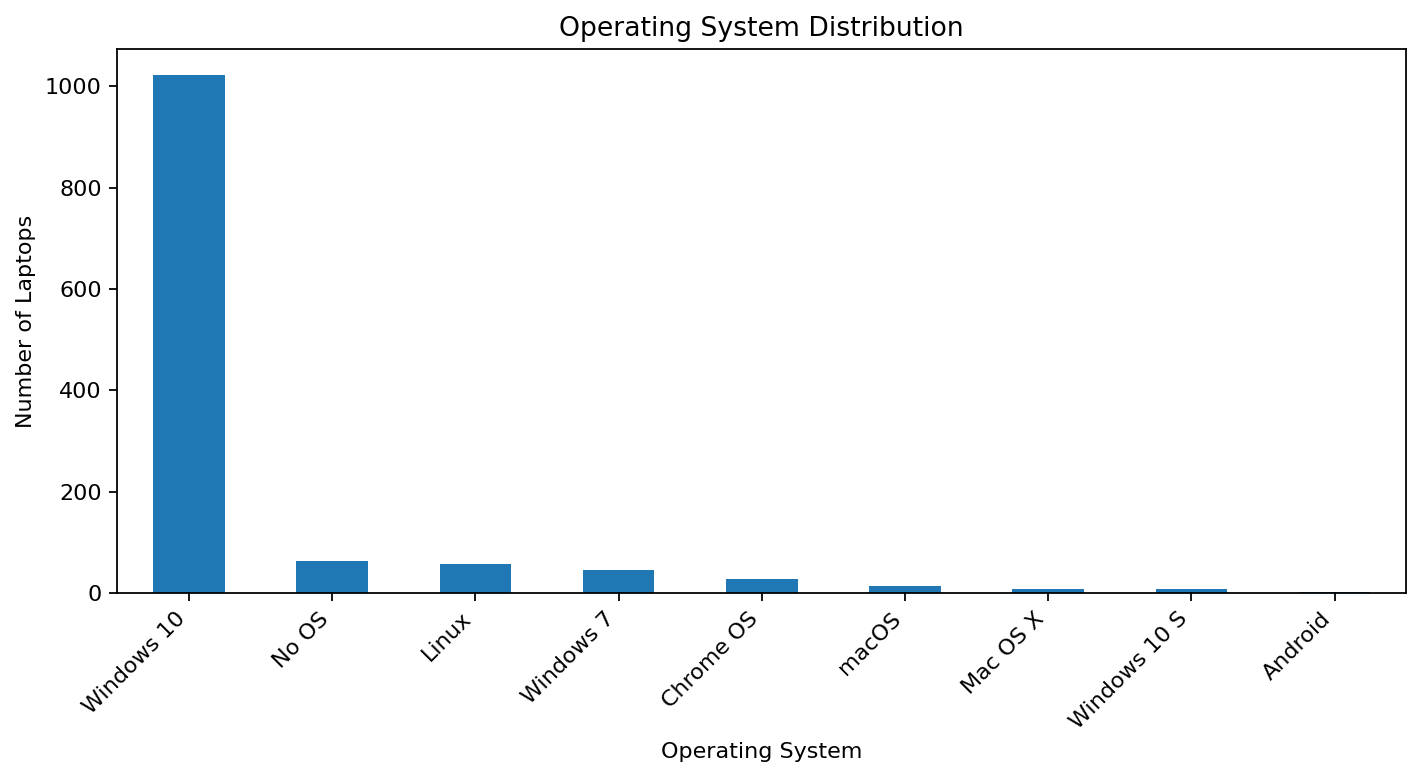 Operating System Distribution
Number of Laptops
1000
800
600
400
200
0
Windows 10
No OS
Linux
Windows 7
Chrome OS
macOS
Mac OS X
Windows 10 S
Android
Operating System